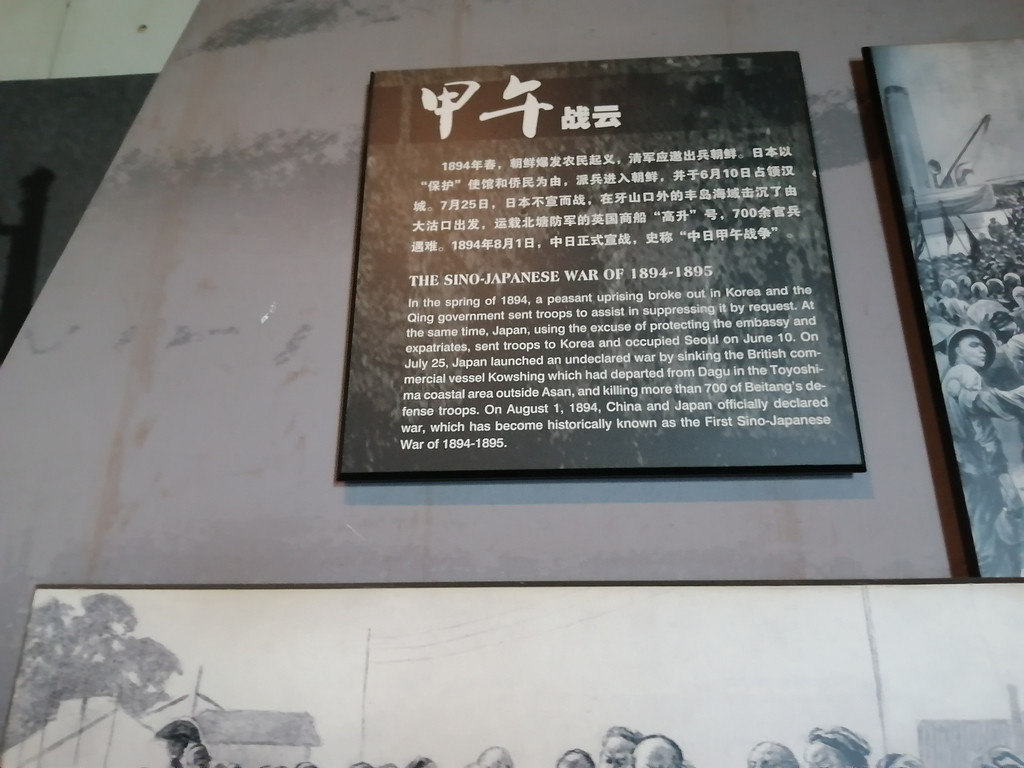 甲午战云
1894年春，朝鲜爆发农民起义，清军应邀出兵朝鲜。日本以
“保护”使馆和侨民为由，派兵进入朝鲜，并于6月10日占领汉
城。7月25日，日本不宣而战，在牙山口外的丰岛海域击沉了由
大沽口出发，运载北塘防军的英国商船“高升”号，700余官兵
遇难。1894年8月1日，中日正式宣战，史称“中日甲午战争”。
THE SINO-JAPANESE WAR OF 1894-1895
In the spring of 1894, a peasant uprising broke out in Korea and the
Qing government sent troops to assist in suppressing it by request. At
the same time, Japan, using the excuse of protecting the embassy and
expatriates, sent troops to Korea and occupied Seoul on June 10. On
July 25, Japan launched an undeclared war by sinking the British com-
mercial vessel Kowshing which had departed from Dagu in the Toyoshi-
ma coastal area outside Asan, and killing more than 700 of Beitang's de-
fense troops. On August 1, 1894, China and Japan officially declared
war, which has become historically known as the First Sino-Japanese
War of 1894-1895.